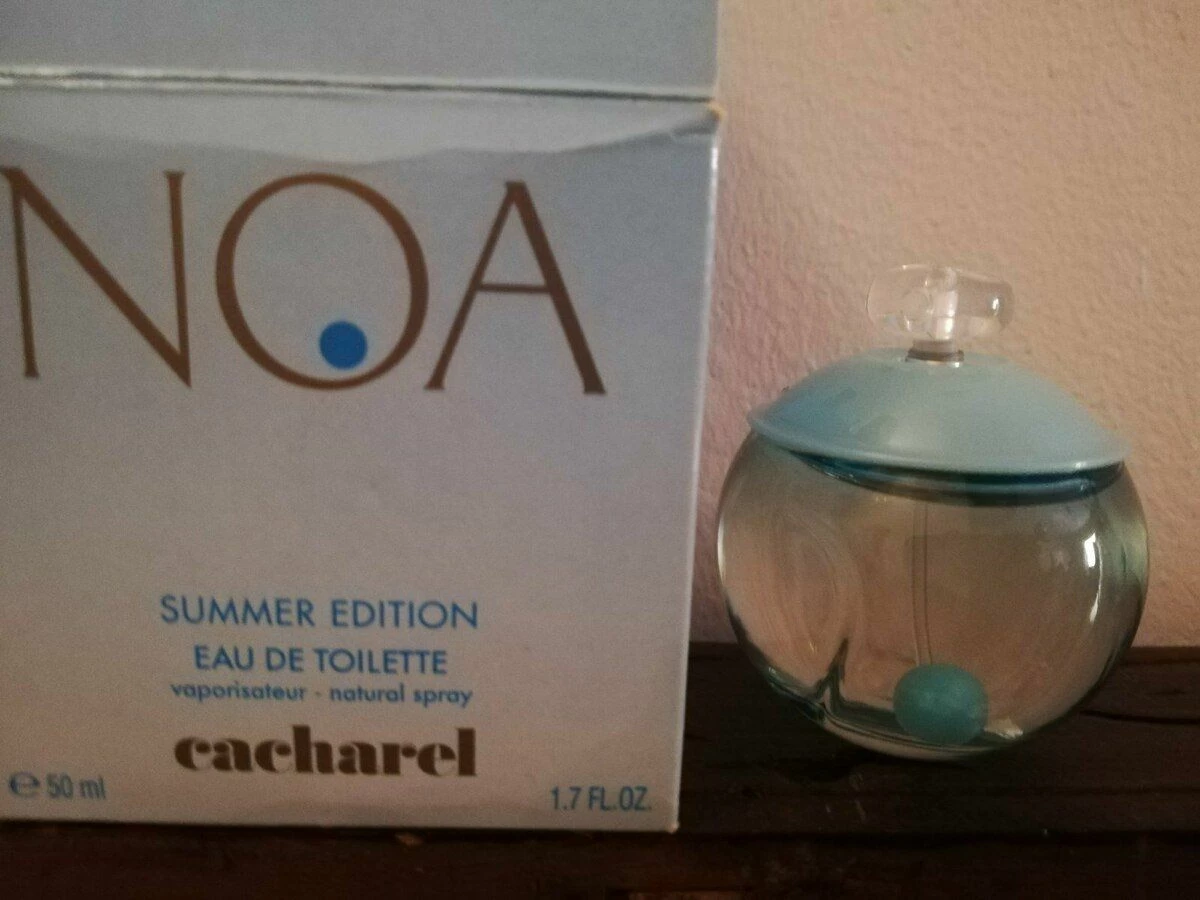 NOA
SUMMER EDITION
EAU DE TOILETTE
vaporisateur - natural spray
cacharel
℮ 50 ml
1.7 FL.OZ.